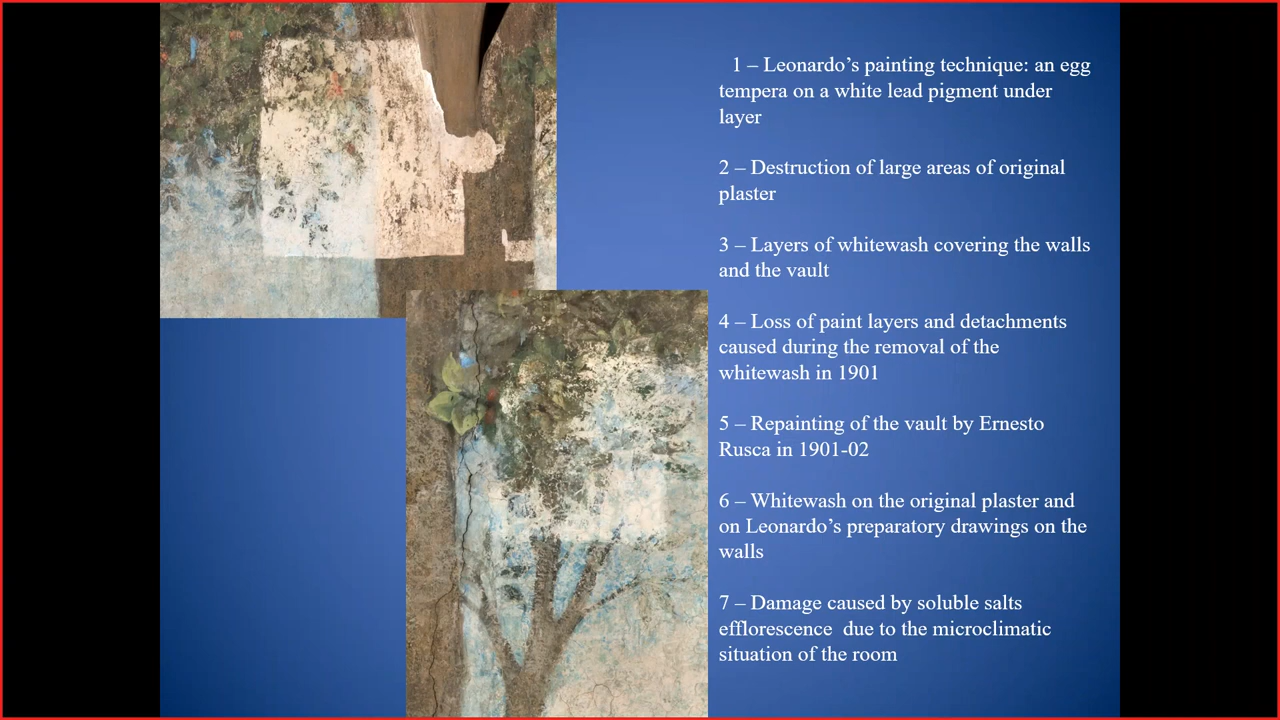 1 – Leonardo’s painting technique: an egg
tempera on a white lead pigment under
layer
2 – Destruction of large areas of original
plaster
3 – Layers of whitewash covering the walls
and the vault
4 – Loss of paint layers and detachments
caused during the removal of the
whitewash in 1901
5 – Repainting of the vault by Ernesto
Rusca in 1901-02
6 – Whitewash on the original plaster and
on Leonardo’s preparatory drawings on the
walls
7 – Damage caused by soluble salts
efflorescence  due to the microclimatic
situation of the room